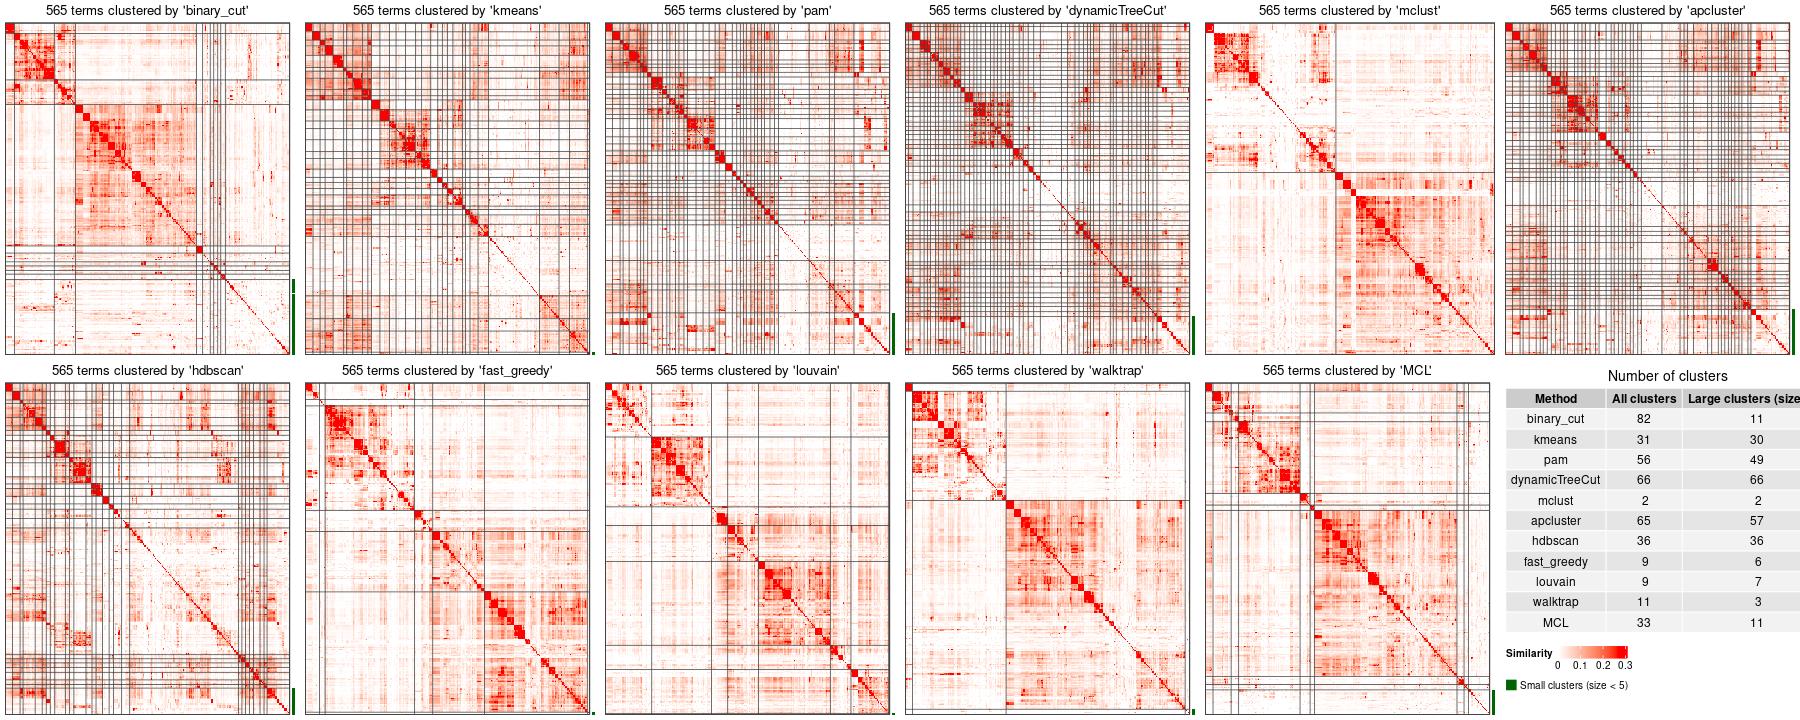 565 terms clustered by 'binary_cut'
565 terms clustered by 'kmeans'
565 terms clustered by 'pam'
565 terms clustered by 'dynamicTreeCut'
565 terms clustered by 'mclust'
565 terms clustered by 'apcluster'
565 terms clustered by 'hdbscan'
565 terms clustered by 'fast_greedy'
565 terms clustered by 'louvain'
565 terms clustered by 'walktrap'
565 terms clustered by 'MCL'
Number of clusters
Method All clusters Large clusters (size
binary_cut 82 11
kmeans 31 30
pam 56 49
dynamicTreeCut 66 66
mclust 2 2
apcluster 65 57
hdbscan 36 36
fast_greedy 9 6
louvain 9 7
walktrap 11 3
MCL 33 11
Similarity
0 0.1 0.2 0.3
Small clusters (size < 5)